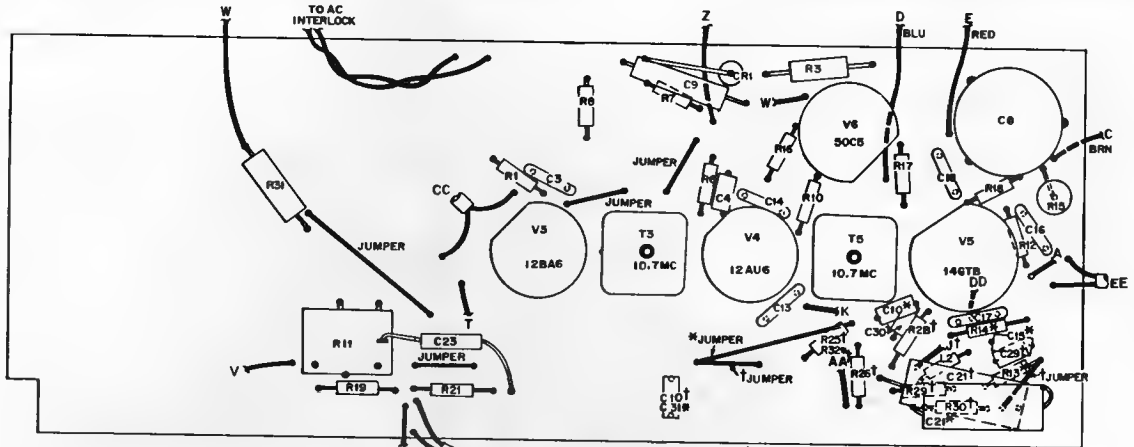 W
TO AC
INTERLOCK
Z
D
BLU
E
RED
C9
CR1
R3
R7
R8
W
V6
50C5
C8
C
BRN
R16
R17
R31
R1
C3
JUMPER
JUMPER
C4
C14
R10
R18
R15
CC
V3
12BA6
T3
10.7MC
V4
12AU6
T5
10.7MC
V5
14GT8
R12
C16
A
JUMPER
DD
EE
T
C13
K
C10*
C30†
R28†
C17
R14*
R11
C23
*JUMPER
R25†
R32
J†
L2
C29†
R13*
V
JUMPER
†JUMPER
AA
R26†
C21†
†JUMPER
R19
R21
C10†
C31*
R29†
R30†
C21*